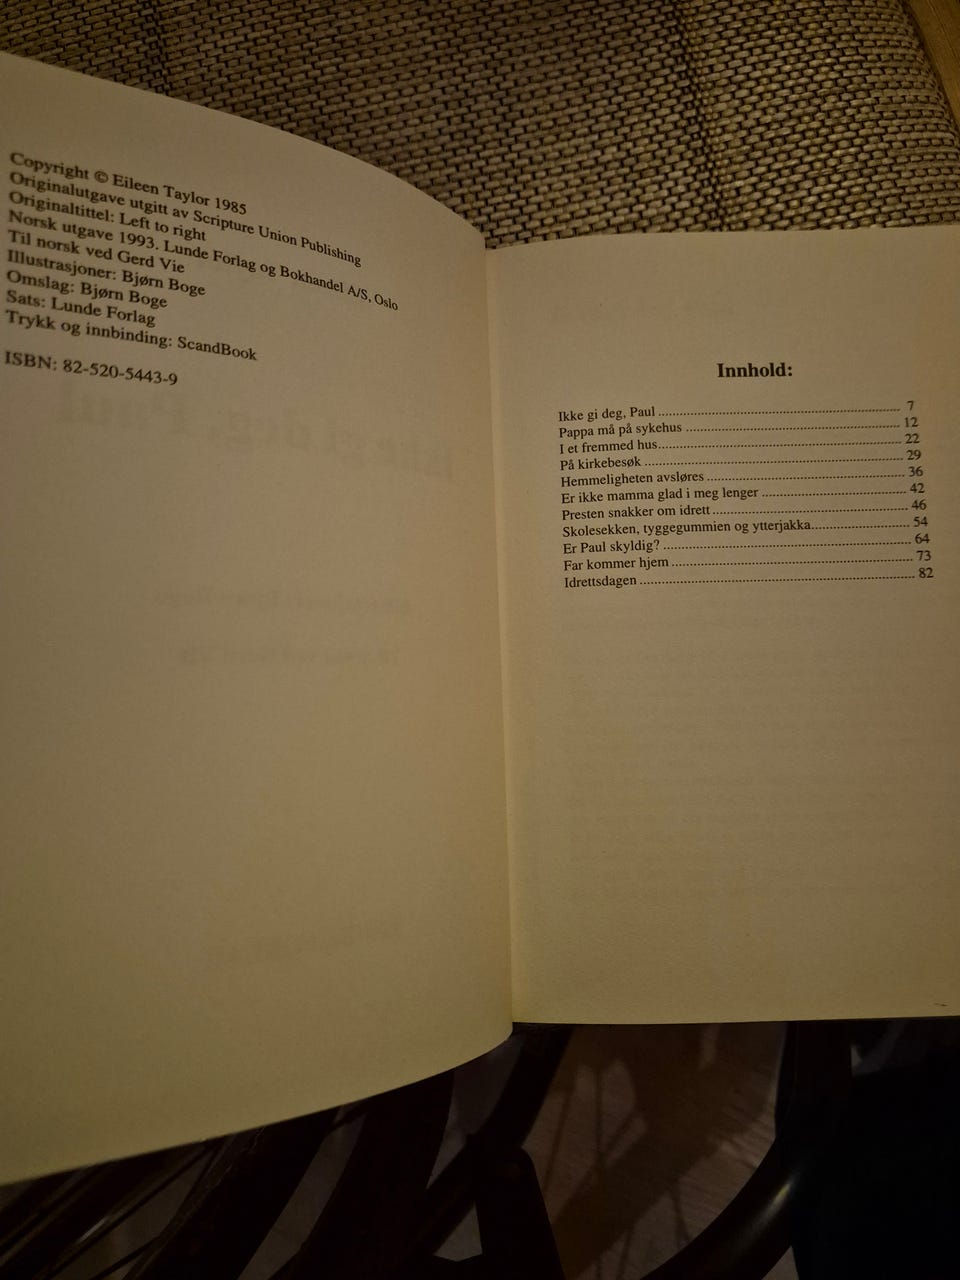 Copyright © Eileen Taylor 1985
Originalutgave utgitt av Scripture Union Publishing
Originaltittel: Left to right
Norsk utgave 1993. Lunde Forlag og Bokhandel A/S, Oslo
Til norsk ved Gerd Vie
Illustrasjoner: Bjørn Boge
Omslag: Bjørn Boge
Sats: Lunde Forlag
Trykk og innbinding: ScandBook
ISBN: 82-520-5443-9
Innhold:
Ikke gi deg, Paul ........ 7
Pappa må på sykehus ........ 12
I et fremmed hus ........ 22
På kirkebesøk ........ 29
Hemmeligheten avsløres ........ 36
Er ikke mamma glad i meg lenger ........ 42
Presten snakker om idrett ........ 46
Skolesekken, tyggegummien og ytterjakka ........ 54
Er Paul skyldig? ........ 64
Far kommer hjem ........ 73
Idrettsdagen ........ 82